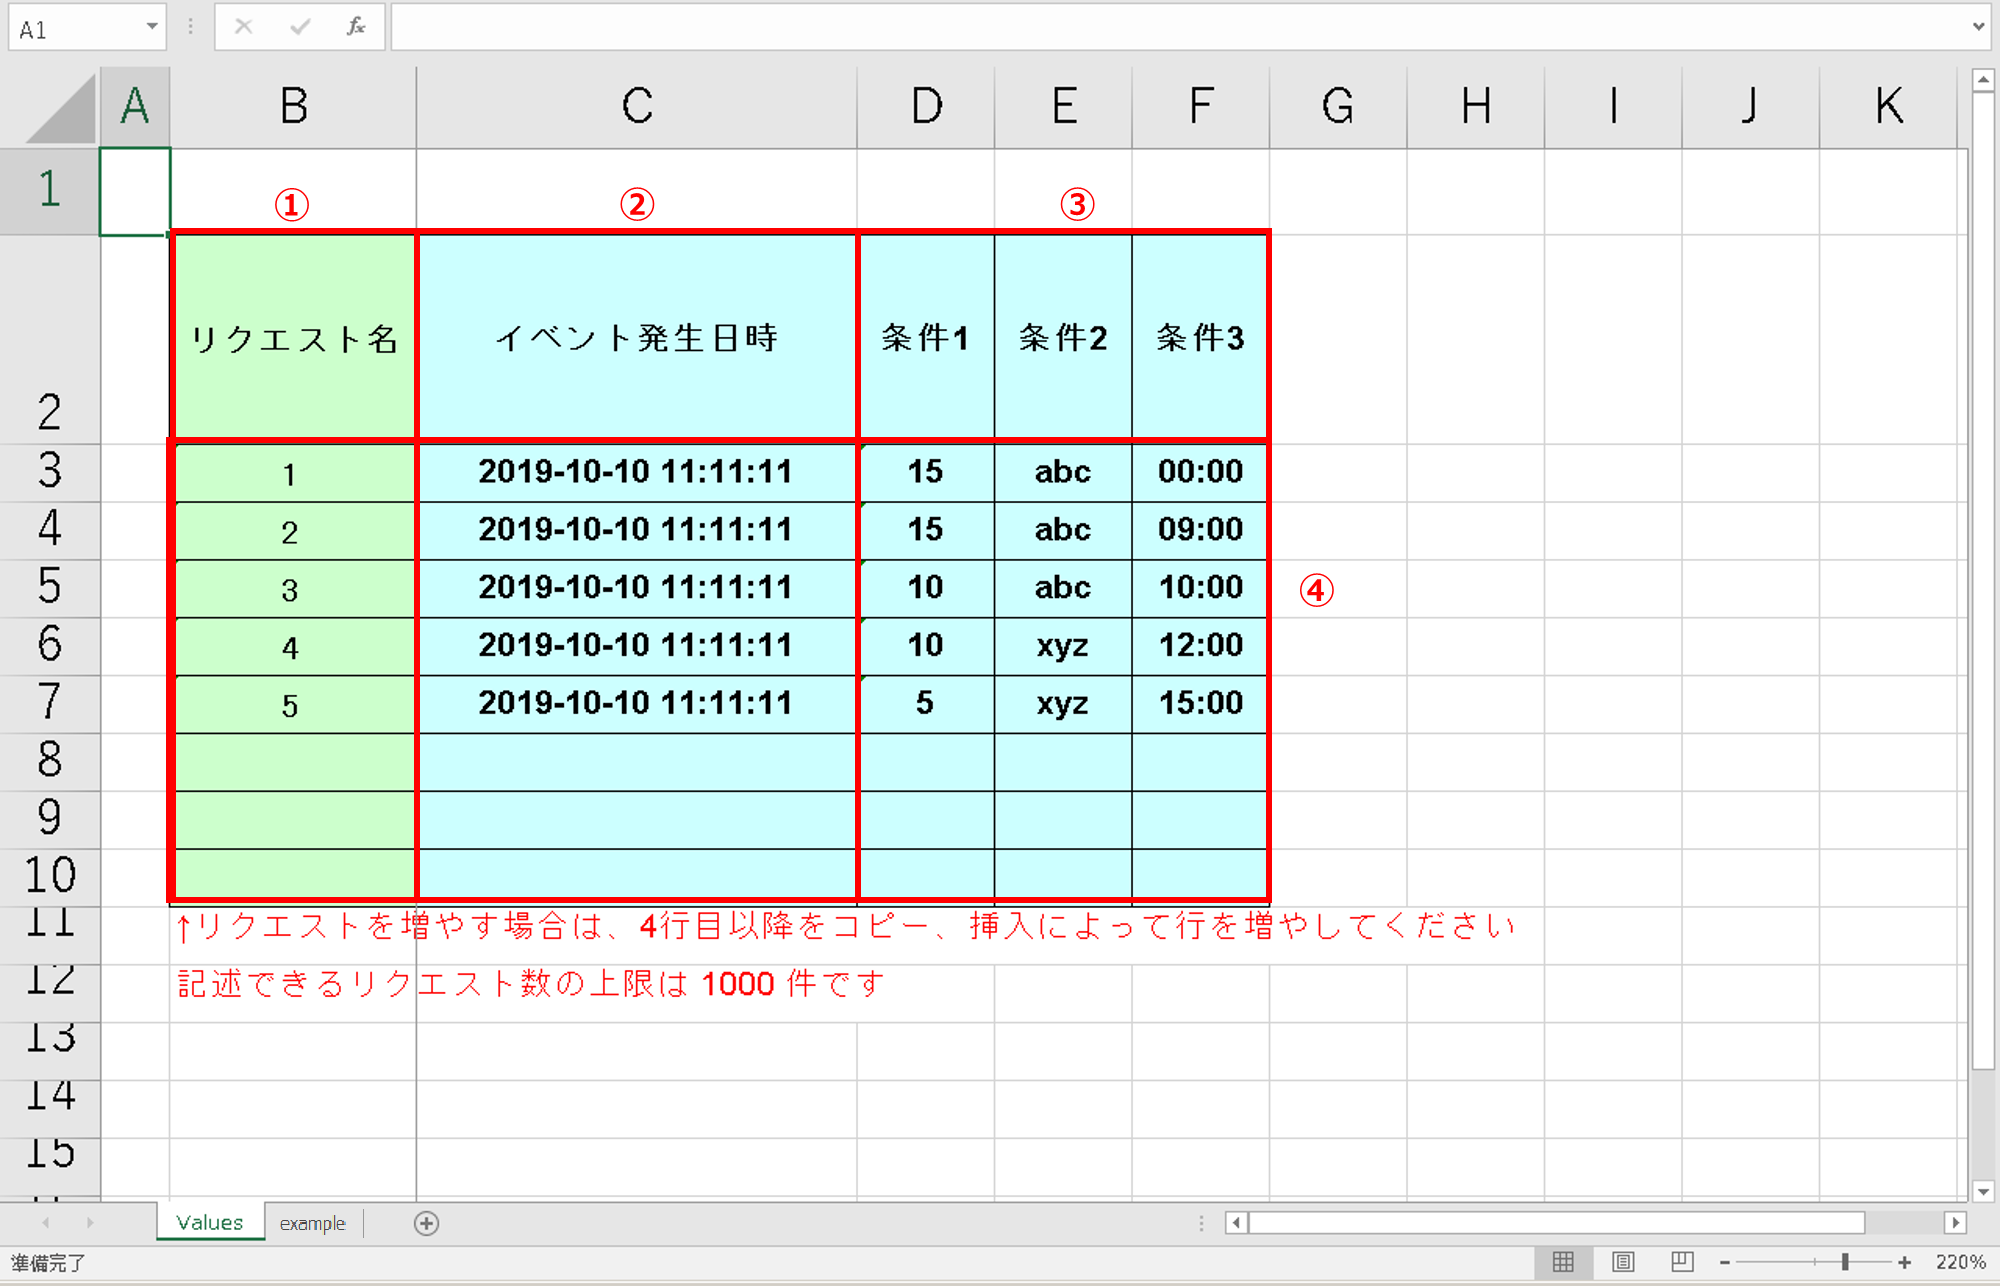 A1
fx
A B C D E F G H I J K
1 ① ② ③
2 リクエスト名 イベント発生日時 条件1 条件2 条件3
3 1 2019-10-10 11:11:11 15 abc 00:00
4 2 2019-10-10 11:11:11 15 abc 09:00
5 3 2019-10-10 11:11:11 10 abc 10:00 ④
6 4 2019-10-10 11:11:11 10 xyz 12:00
7 5 2019-10-10 11:11:11 5 xyz 15:00
8
9
10
11 ↑リクエストを増やす場合は、4行目以降をコピー、挿入によって行を増やしてください
12 記述できるリクエスト数の上限は 1000 件です
13
14
15
Values example
準備完了 220%